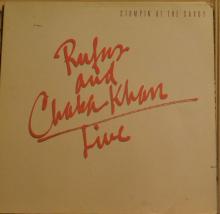 STOMPIN' AT THE SAVOY
Rufus
and
Chaka Khan
Live